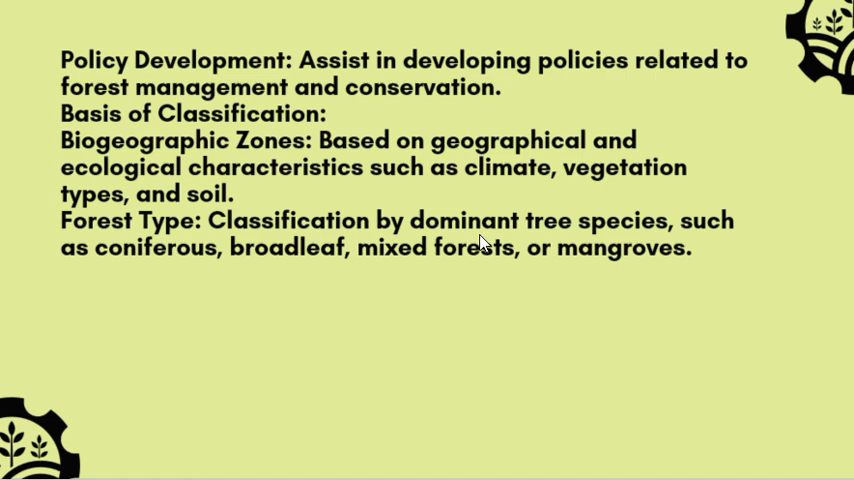 Policy Development: Assist in developing policies related to
forest management and conservation.
Basis of Classification:
Biogeographic Zones: Based on geographical and
ecological characteristics such as climate, vegetation
types, and soil.
Forest Type: Classification by dominant tree species, such
as coniferous, broadleaf, mixed forests, or mangroves.